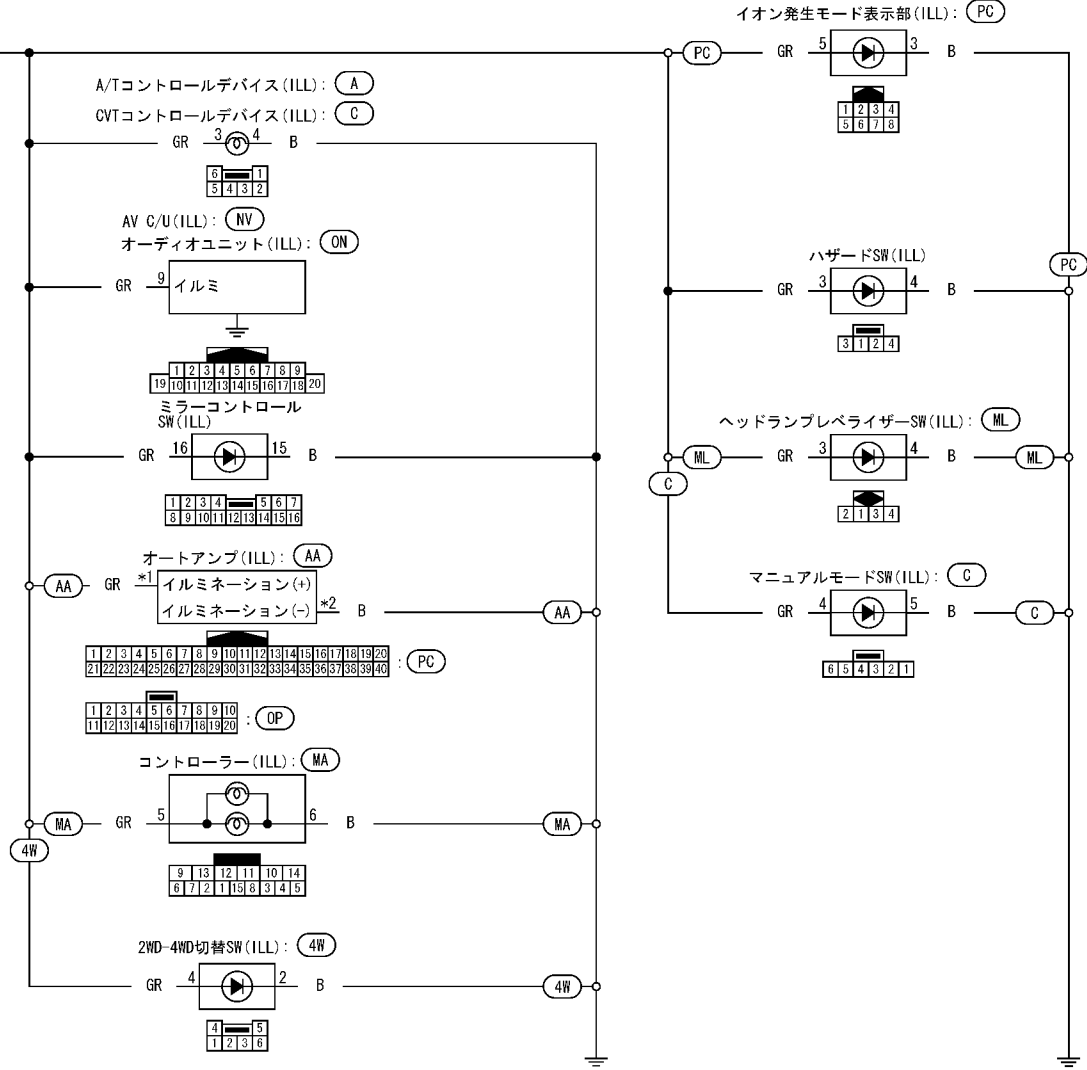 イオン発生モード表示部(ILL): PC
PC GR 5 3 B
1 2 3 4
5 6 7 8
A/Tコントロールデバイス(ILL): A
CVTコントロールデバイス(ILL): C
GR 3 4 B
6 1
5 4 3 2
AV C/U(ILL): NV
オーディオユニット(ILL): ON
GR 9 イルミ
1 2 3 4 5 6 7 8 9
19 10 11 12 13 14 15 16 17 18 20
ハザードSW(ILL)
PC
GR 3 4 B
3 1 2 4
ミラーコントロール
SW(ILL)
GR 16 15 B
1 2 3 4 5 6 7
8 9 10 11 12 13 14 15 16
ヘッドランプレベライザーSW(ILL): ML
ML GR 3 4 B ML
C
2 1 3 4
オートアンプ(ILL): AA
AA GR *1 イルミネーション(+)
イルミネーション(-) *2 B AA
1 2 3 4 5 6 7 8 9 10 11 12 13 14 15 16 17 18 19 20
21 22 23 24 25 26 27 28 29 30 31 32 33 34 35 36 37 38 39 40
: PC
1 2 3 4 5 6 7 8 9 10
11 12 13 14 15 16 17 18 19 20
: OP
マニュアルモードSW(ILL): C
GR 4 5 B C
6 5 4 3 2 1
コントローラー(ILL): MA
MA GR 5 6 B MA
4W
9 13 12 11 10 14
6 7 2 1 15 8 3 4 5
2WD-4WD切替SW(ILL): 4W
GR 4 2 B 4W
4 5
1 2 3 6